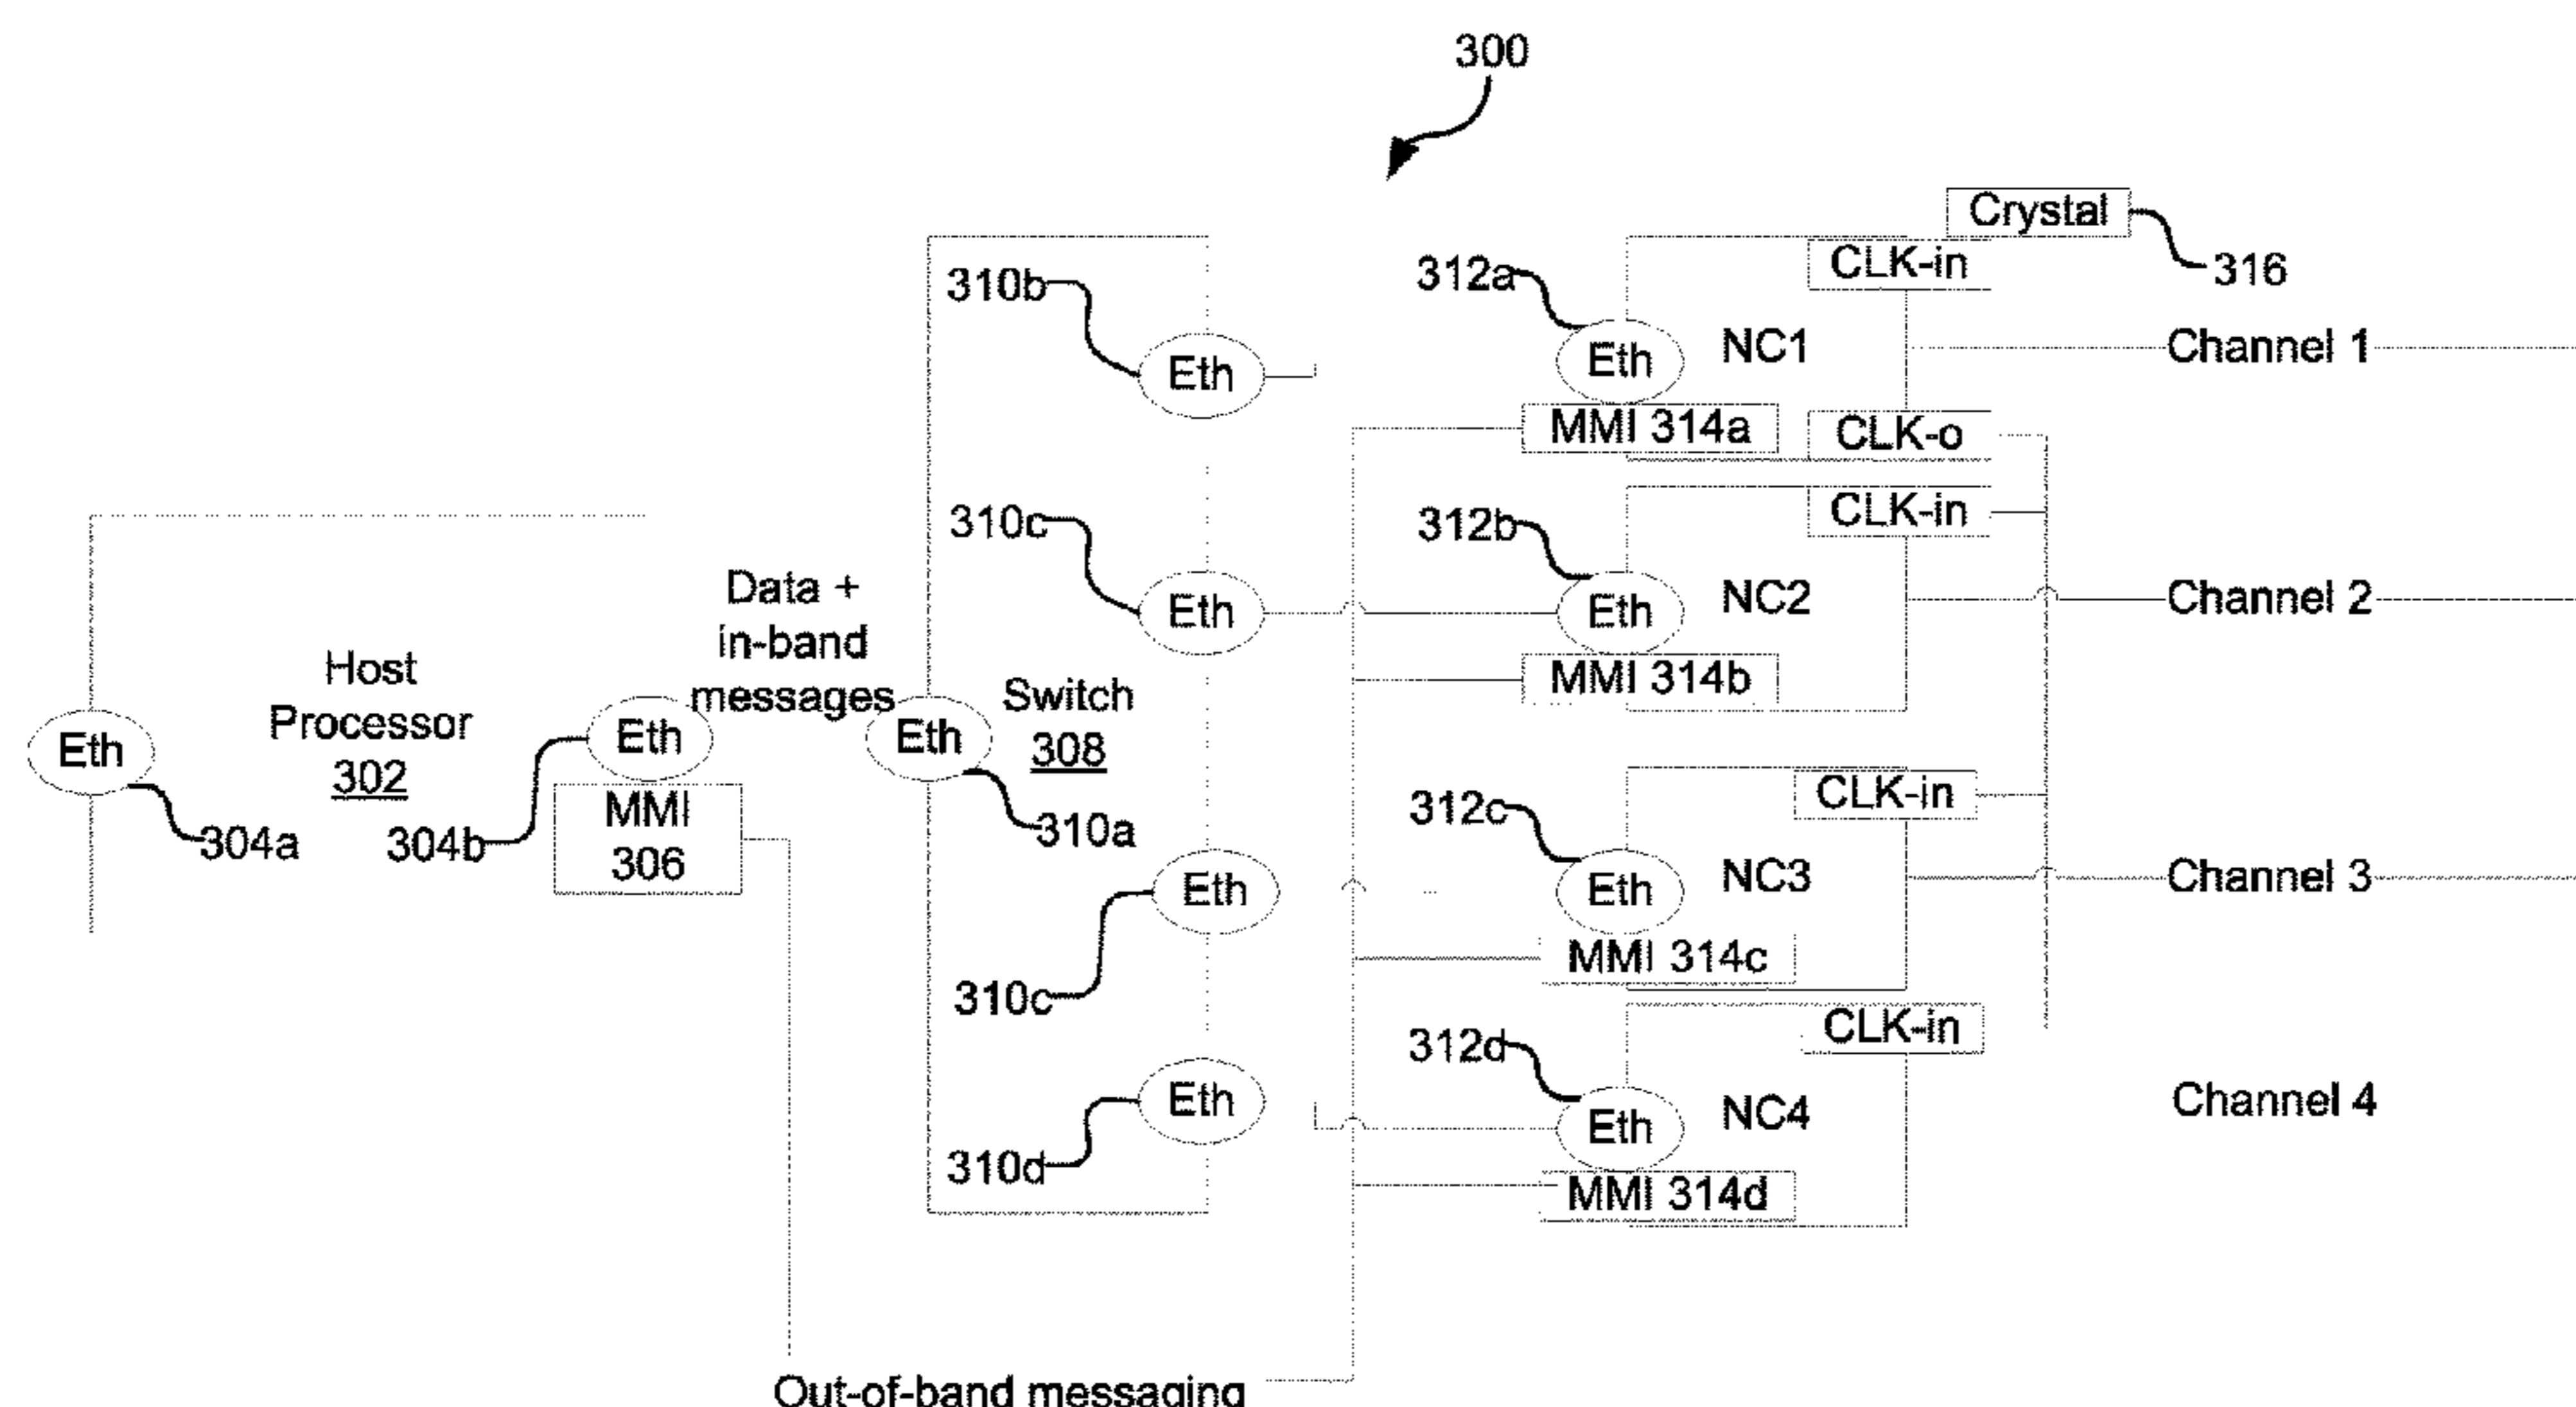 300
Crystal
316
310b
312a
CLK-in
Eth
Eth
NC1
Channel 1
MMI 314a
CLK-o
310c
312b
CLK-in
Eth
Eth
NC2
Channel 2
MMI 314b
Data +
in-band
messages
Host
Processor
302
Eth
304a
Eth
304b
MMI
306
Eth
Switch
308
310a
312c
CLK-in
Eth
Eth
NC3
Channel 3
310c
MMI 314c
312d
CLK-in
Eth
Eth
NC4
Channel 4
310d
MMI 314d
Out-of-band messaging